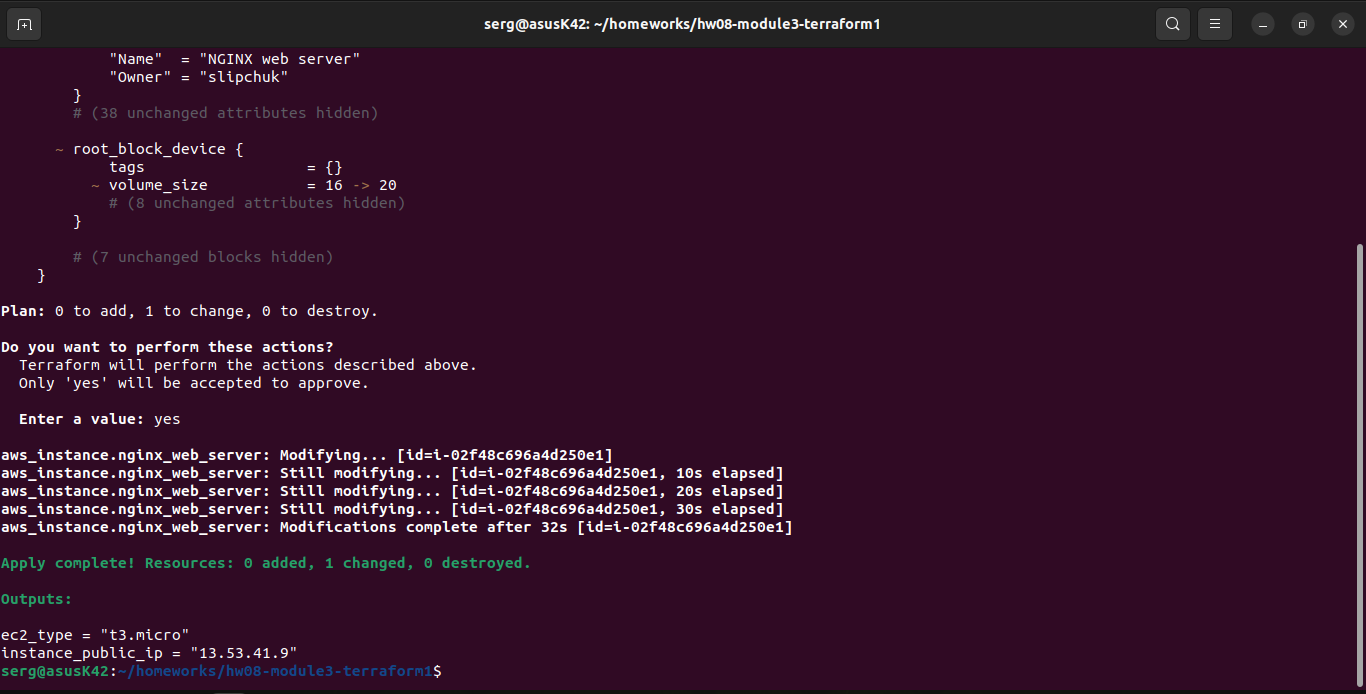 serg@asusK42: ~/homeworks/hw08-module3-terraform1
"Name"  = "NGINX web server"
"Owner" = "slipchuk"
}
# (38 unchanged attributes hidden)
~ root_block_device {
tags                  = {}
~ volume_size           = 16 -> 20
# (8 unchanged attributes hidden)
}
# (7 unchanged blocks hidden)
}
Plan: 0 to add, 1 to change, 0 to destroy.
Do you want to perform these actions?
Terraform will perform the actions described above.
Only 'yes' will be accepted to approve.
Enter a value: yes
aws_instance.nginx_web_server: Modifying... [id=i-02f48c696a4d250e1]
aws_instance.nginx_web_server: Still modifying... [id=i-02f48c696a4d250e1, 10s elapsed]
aws_instance.nginx_web_server: Still modifying... [id=i-02f48c696a4d250e1, 20s elapsed]
aws_instance.nginx_web_server: Still modifying... [id=i-02f48c696a4d250e1, 30s elapsed]
aws_instance.nginx_web_server: Modifications complete after 32s [id=i-02f48c696a4d250e1]
Apply complete! Resources: 0 added, 1 changed, 0 destroyed.
Outputs:
ec2_type = "t3.micro"
instance_public_ip = "13.53.41.9"
serg@asusK42:~/homeworks/hw08-module3-terraform1$